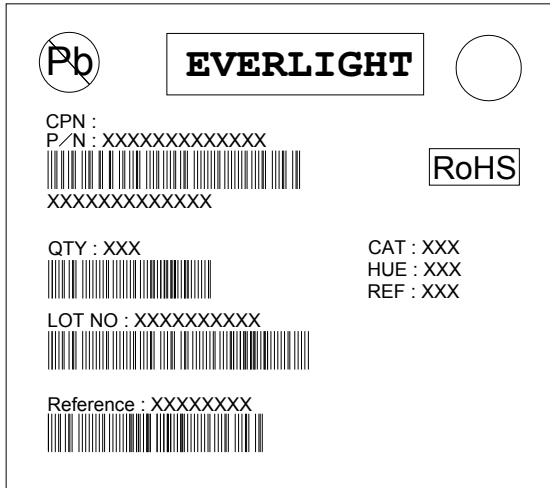 Pb
EVERLIGHT
CPN :
P/N : XXXXXXXXXXXXX
XXXXXXXXXXXXX
RoHS
QTY : XXX
CAT : XXX
HUE : XXX
REF : XXX
LOT NO : XXXXXXXXXX
Reference : XXXXXXXX